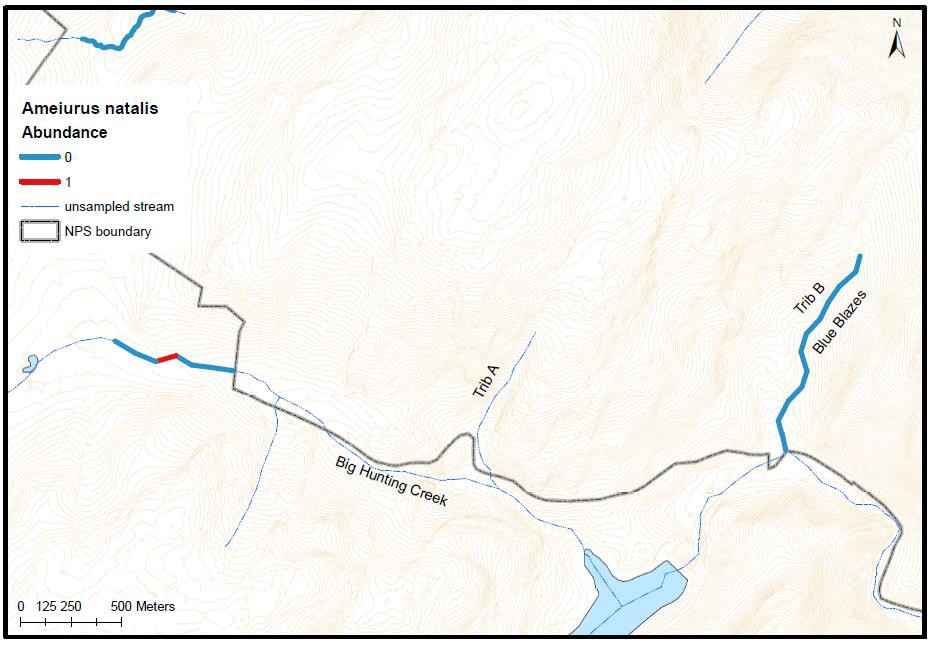 N
Ameiurus natalis
Abundance
0
1
unsampled stream
NPS boundary
Trib B
Blue Blazes
Trib A
Big Hunting Creek
0 125 250 500 Meters